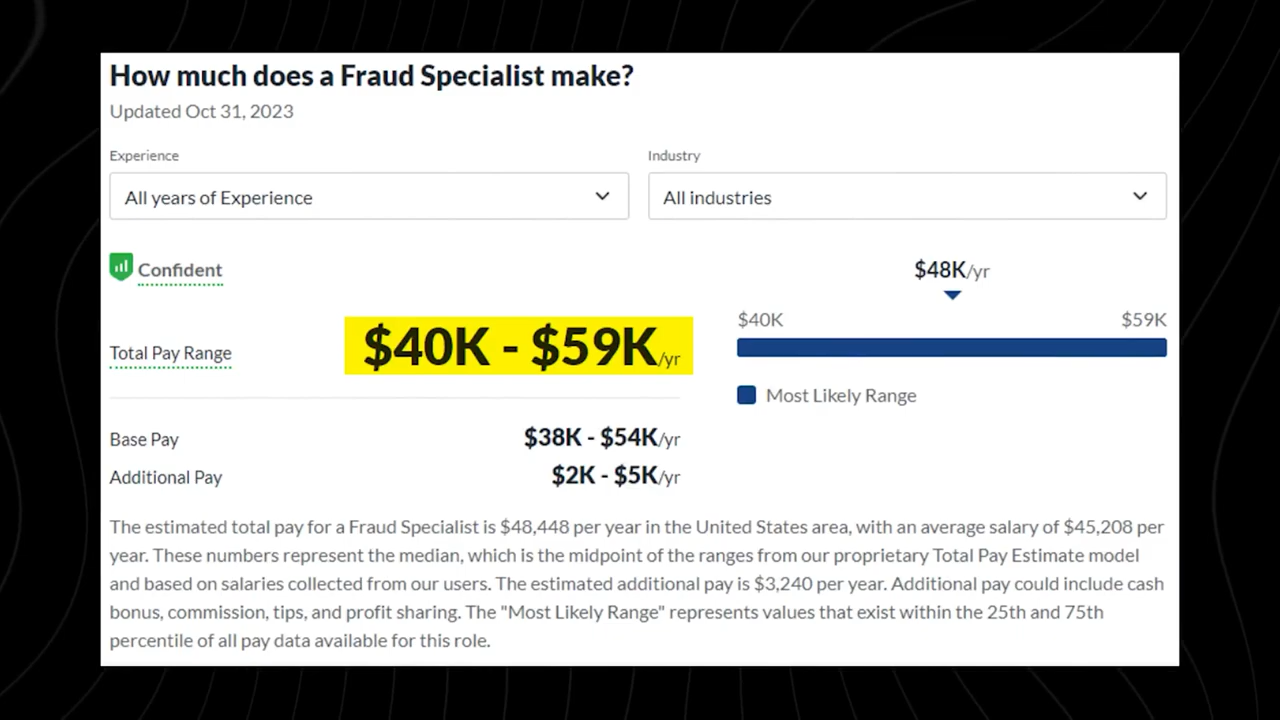 How much does a Fraud Specialist make?
Updated Oct 31, 2023
Experience
Industry
All years of Experience
All industries
Confident
$48K/yr
$40K
$59K
Total Pay Range
$40K - $59K/yr
Most Likely Range
Base Pay
$38K - $54K/yr
Additional Pay
$2K - $5K/yr
The estimated total pay for a Fraud Specialist is $48,448 per year in the United States area, with an average salary of $45,208 per
year. These numbers represent the median, which is the midpoint of the ranges from our proprietary Total Pay Estimate model
and based on salaries collected from our users. The estimated additional pay is $3,240 per year. Additional pay could include cash
bonus, commission, tips, and profit sharing. The "Most Likely Range" represents values that exist within the 25th and 75th
percentile of all pay data available for this role.